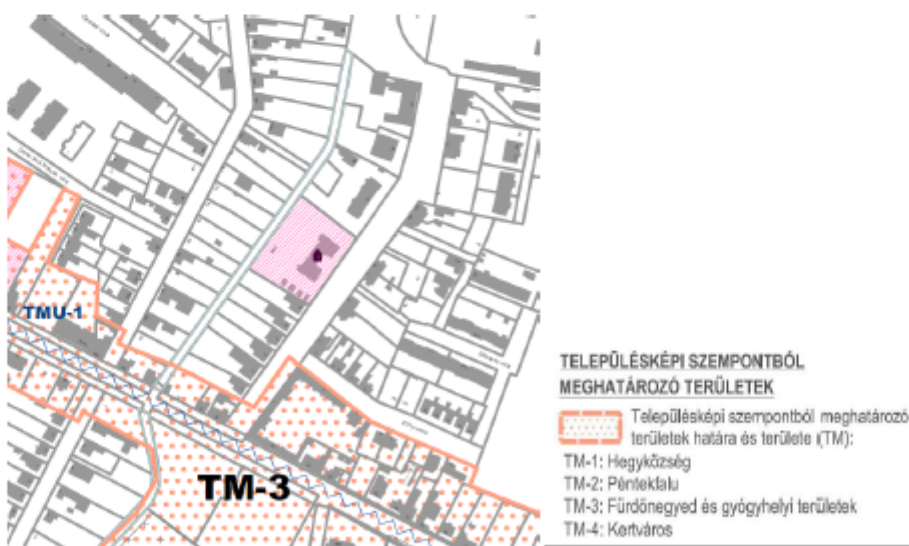 TMU-1
TM-3
TELEPÜLÉSKÉPI SZEMPONTBÓL
MEGHATÁROZÓ TERÜLETEK
Településképi szempontból meghatározó
területek határa és területe (TM):
TM-1: Hegyközség
TM-2: Péntekfalu
TM-3: Fürdőnegyed és gyógyhelyi területek
TM-4: Kertváros